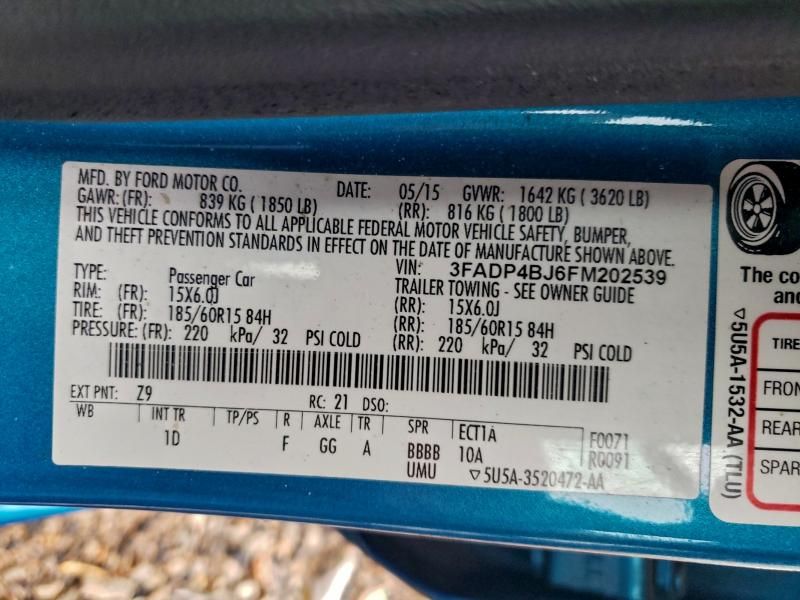 MFD. BY FORD MOTOR CO. DATE: 05/15 GVWR: 1642 KG ( 3620 LB)
GAWR: (FR): 839 KG ( 1850 LB) (RR): 816 KG ( 1800 LB)
THIS VEHICLE CONFORMS TO ALL APPLICABLE FEDERAL MOTOR VEHICLE SAFETY, BUMPER,
AND THEFT PREVENTION STANDARDS IN EFFECT ON THE DATE OF MANUFACTURE SHOWN ABOVE.
VIN: 3FADP4BJ6FM202539
TYPE: Passenger Car TRAILER TOWING - SEE OWNER GUIDE
RIM: (FR): 15X6.0J (RR): 15X6.0J
TIRE: (FR): 185/60R15 84H (RR): 185/60R15 84H
PRESSURE: (FR): 220 kPa/ 32 PSI COLD (RR): 220 kPa/ 32 PSI COLD
EXT PNT: Z9 RC: 21 DSO:
WB INT TR TP/PS R AXLE TR SPR ECT1A F0071
1D F GG A BBBB 10A R0091
UMU ▽5U5A-3520472-AA
The co
and
▽5U5A-1532-AA (TLU)
TIRE
FRON
REAR
SPAR